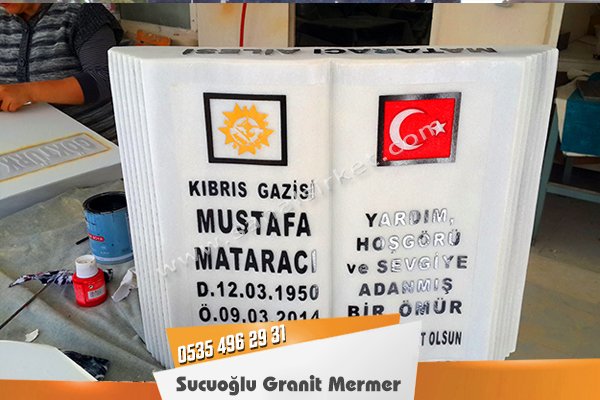 MATARACI AİLESİ
KIBRIS GAZİSİ
MUSTAFA
MATARACI
D.12.03.1950
Ö.09.03.2014
YARDIM,
HOŞGÖRÜ
ve SEVGİYE
ADANMIŞ
BİR ÖMÜR
OLSUN
0535 496 29 31
Sucuoğlu Granit Mermer